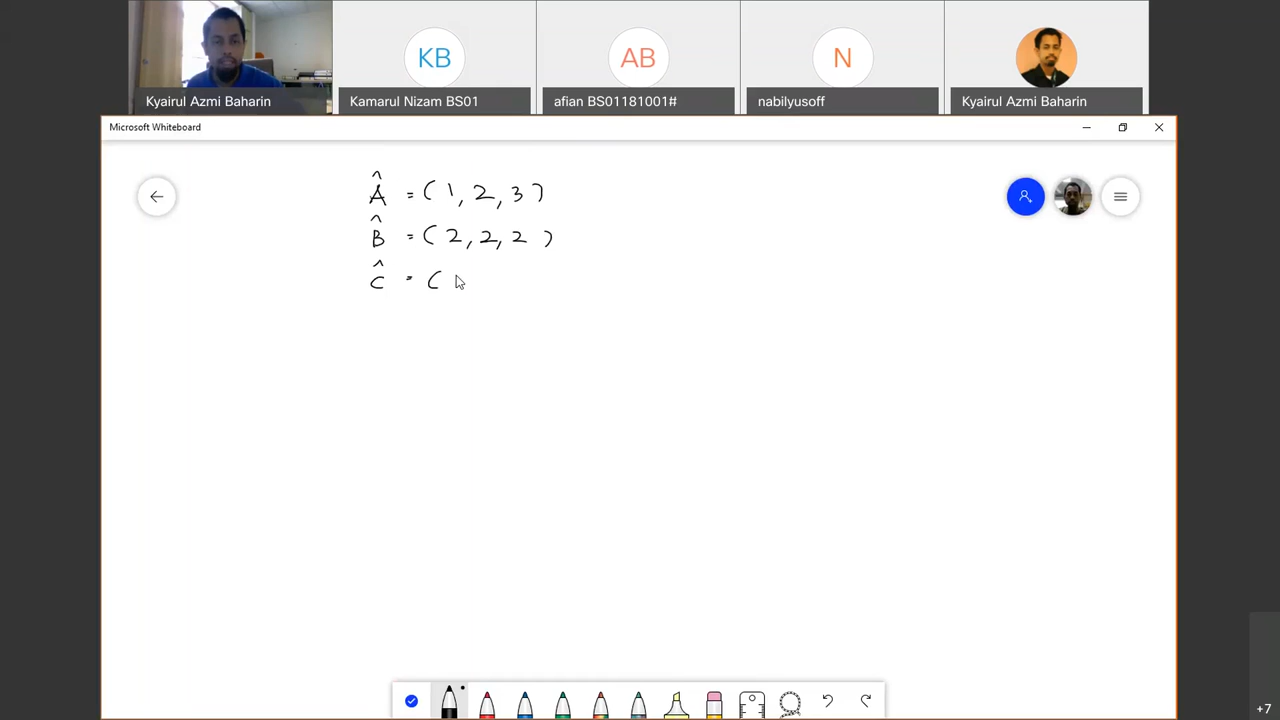 KB
AB
N
Kyairul Azmi Baharin
Kamarul Nizam BS01
afian BS01181001#
nabilyusoff
Kyairul Azmi Baharin
Microsoft Whiteboard
Â = ( 1, 2, 3 )
B̂ = ( 2, 2, 2 )
Ĉ = (
+7